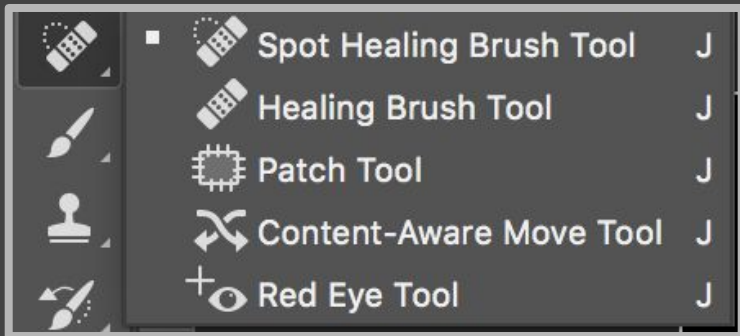 Spot Healing Brush Tool J
Healing Brush Tool J
Patch Tool J
Content-Aware Move Tool J
Red Eye Tool J